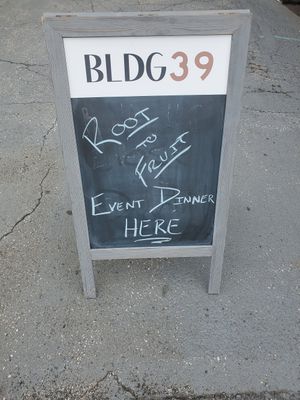 BLDG39
ROOT
TO
FRUIT
EVENT DINNER
HERE